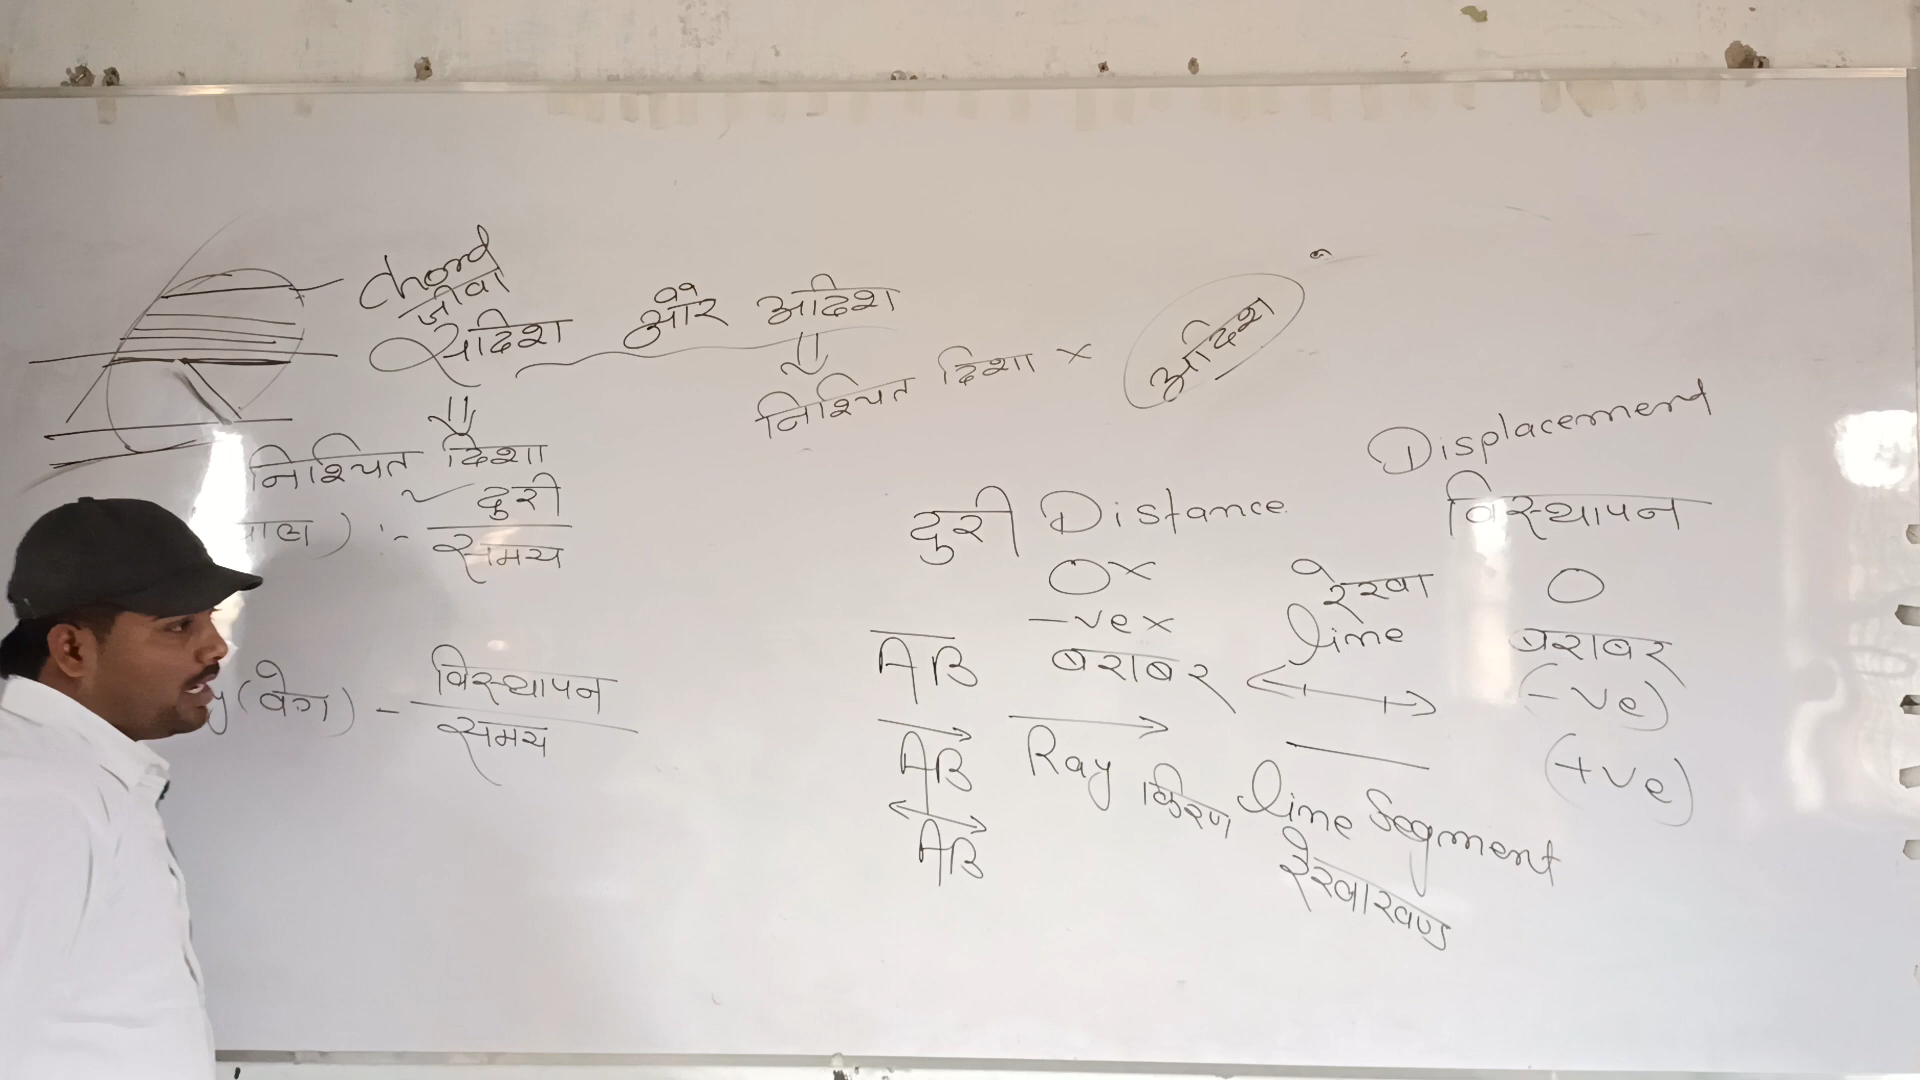 chord
जीवा
सदिश और अदिश
निश्चित दिशा ×
अदिश
निश्चित दिशा
दुरी
समय
y (वेग) - विस्थापन
समय
Displacement
दुरी Distance
विस्थापन
0×
-ve×
बराबर
AB
AB
AB
Ray
किरण
रेखा
line
line Segment
रेखाखण्ड
0
बराबर
(-ve)
(+ve)